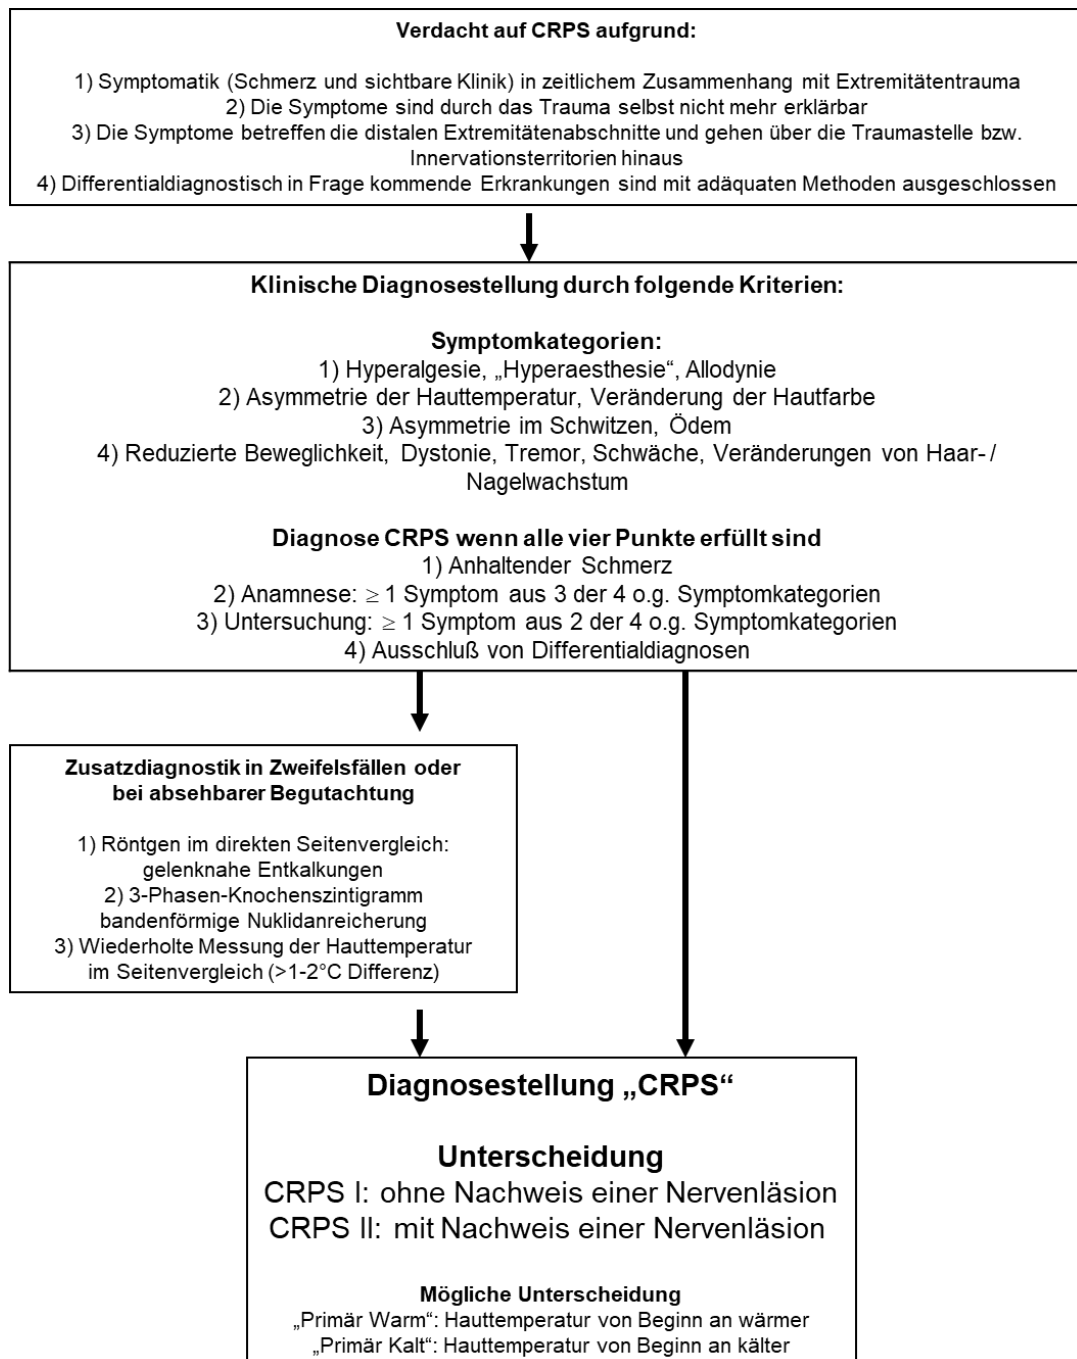 Verdacht auf CRPS aufgrund:
1) Symptomatik (Schmerz und sichtbare Klinik) in zeitlichem Zusammenhang mit Extremitätentrauma
2) Die Symptome sind durch das Trauma selbst nicht mehr erklärbar
3) Die Symptome betreffen die distalen Extremitätenabschnitte und gehen über die Traumastelle bzw.
Innervationsterritorien hinaus
4) Differentialdiagnostisch in Frage kommende Erkrankungen sind mit adäquaten Methoden ausgeschlossen
Klinische Diagnosestellung durch folgende Kriterien:
Symptomkategorien:
1) Hyperalgesie, „Hyperaesthesie“, Allodynie
2) Asymmetrie der Hauttemperatur, Veränderung der Hautfarbe
3) Asymmetrie im Schwitzen, Ödem
4) Reduzierte Beweglichkeit, Dystonie, Tremor, Schwäche, Veränderungen von Haar- /
Nagelwachstum
Diagnose CRPS wenn alle vier Punkte erfüllt sind
1) Anhaltender Schmerz
2) Anamnese: ≥ 1 Symptom aus 3 der 4 o.g. Symptomkategorien
3) Untersuchung: ≥ 1 Symptom aus 2 der 4 o.g. Symptomkategorien
4) Ausschluß von Differentialdiagnosen
Zusatzdiagnostik in Zweifelsfällen oder
bei absehbarer Begutachtung
1) Röntgen im direkten Seitenvergleich:
gelenknahe Entkalkungen
2) 3-Phasen-Knochenszintigramm
bandenförmige Nuklidanreicherung
3) Wiederholte Messung der Hauttemperatur
im Seitenvergleich (>1-2°C Differenz)
Diagnosestellung „CRPS“
Unterscheidung
CRPS I: ohne Nachweis einer Nervenläsion
CRPS II: mit Nachweis einer Nervenläsion
Mögliche Unterscheidung
„Primär Warm“: Hauttemperatur von Beginn an wärmer
„Primär Kalt“: Hauttemperatur von Beginn an kälter